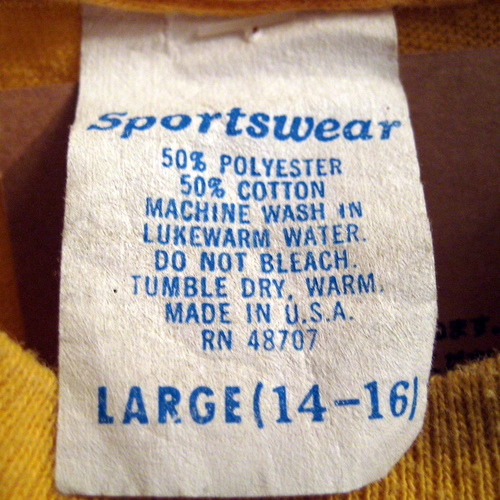 Sportswear
50% POLYESTER
50% COTTON
MACHINE WASH IN
LUKEWARM WATER.
DO NOT BLEACH.
TUMBLE DRY, WARM.
MADE IN U.S.A.
RN 48707
LARGE (14-16)